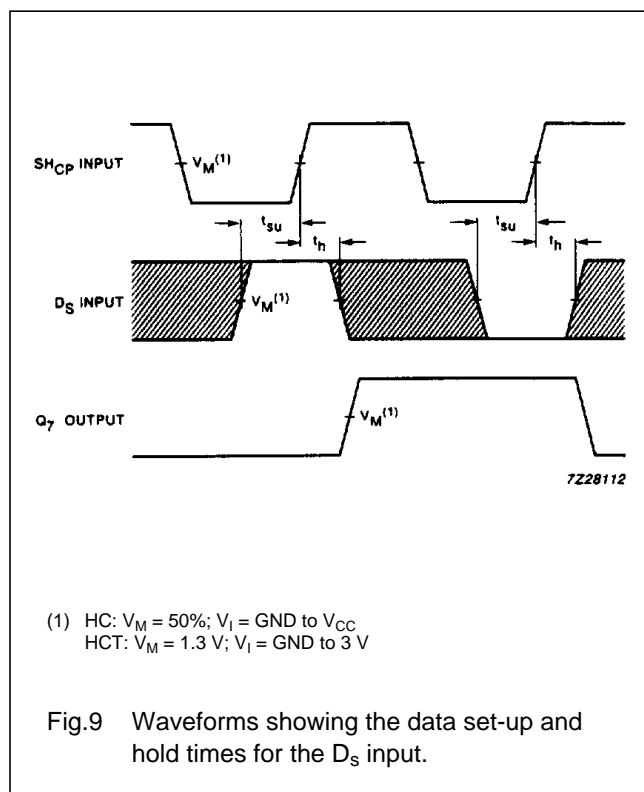 SHCP INPUT
VM(1)
tsu
th
tsu
th
DS INPUT
VM(1)
Q7 OUTPUT
VM(1)
7Z28112
(1) HC: VM = 50%; VI = GND to VCC
HCT: VM = 1.3 V; VI = GND to 3 V
Fig.9 Waveforms showing the data set-up and
hold times for the Ds input.